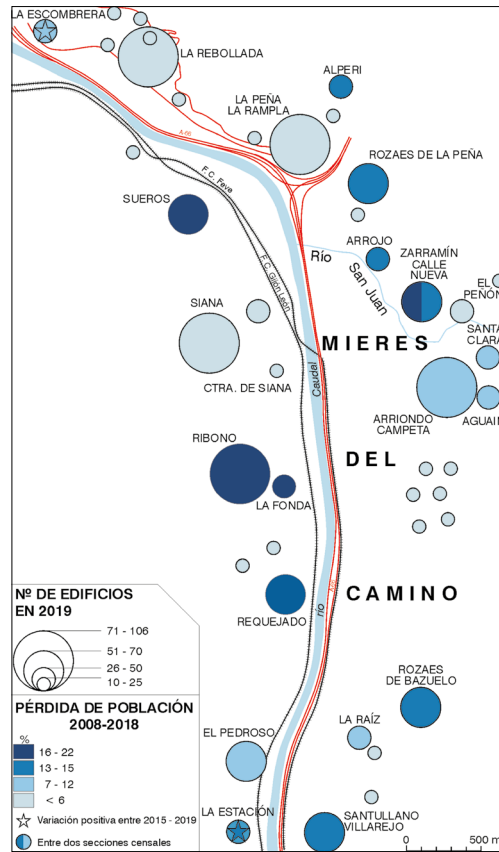 LA ESCOMBRERA
LA REBOLLADA
ALPERI
LA PEÑA
LA RAMPLA
A-66
ROZAES DE LA PEÑA
F. C. Feve
SUEROS
ARROJO
Río
San Juan
ZARRAMÍN
CALLE
NUEVA
EL
PEÑÓN
F. C. Gijón León
SIANA
SANTA
CLARA
MIERES
CTRA. DE SIANA
Caudal
ARRIONDO
CAMPETA
AGUAIN
RIBONO
DEL
LA FONDA
Nº DE EDIFICIOS
EN 2019
71 - 106
51 - 70
26 - 50
10 - 25
CAMINO
río
REQUEJADO
PÉRDIDA DE POBLACIÓN
2008-2018
%
16 - 22
13 - 15
7 - 12
< 6
Variación positiva entre 2015 - 2019
Entre dos secciones censales
ROZAES
DE BAZUELO
EL PEDROSO
LA RAÍZ
LA ESTACIÓN
SANTULLANO
VILLAREJO
0
500 m